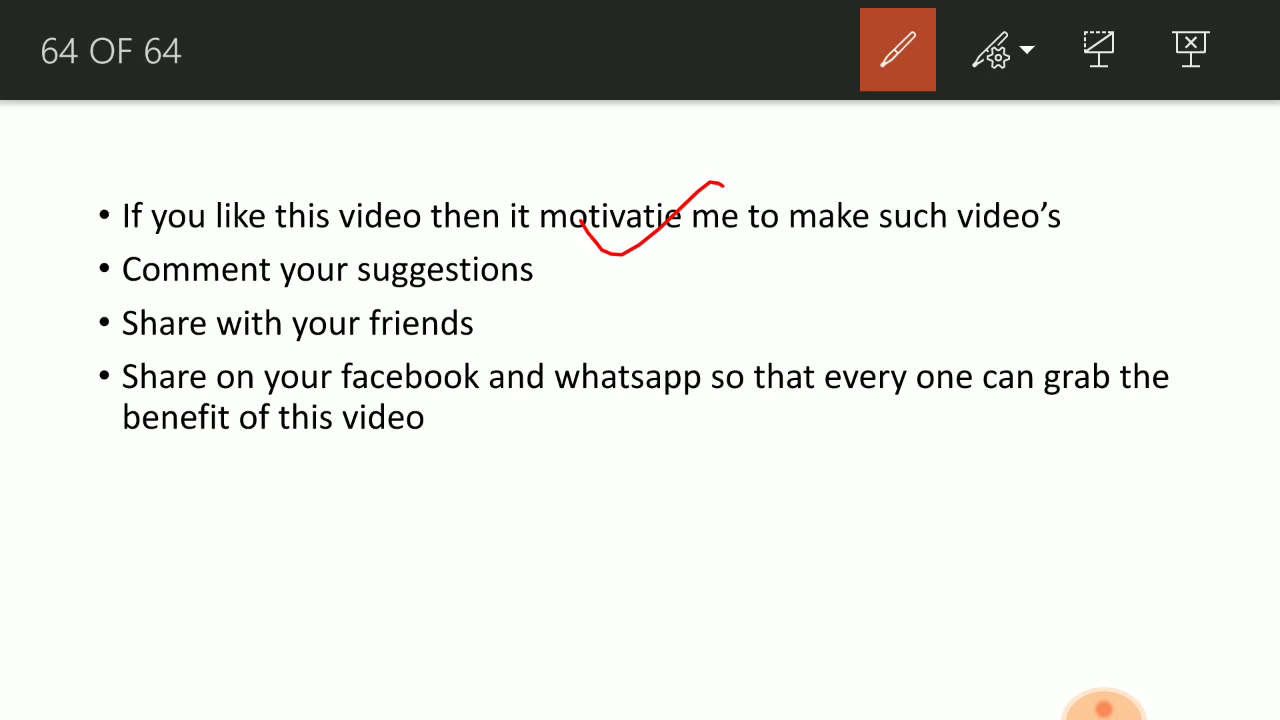 64 OF 64
• If you like this video then it motivatie me to make such video’s
• Comment your suggestions
• Share with your friends
• Share on your facebook and whatsapp so that every one can grab the
benefit of this video